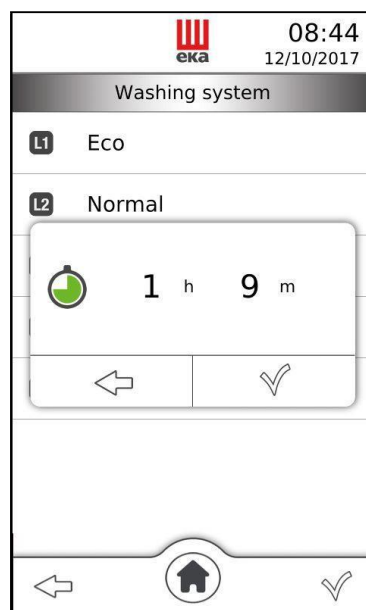 eka
08:44
12/10/2017
Washing system
L1 Eco
L2 Normal
1 h 9 m